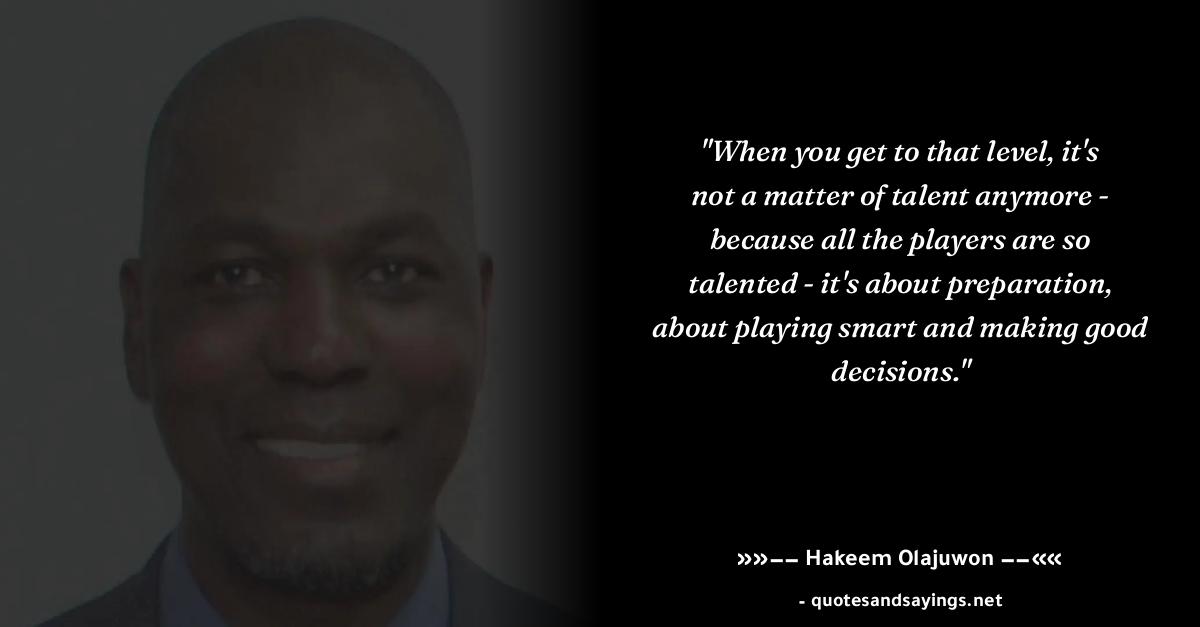 "When you get to that level, it's
not a matter of talent anymore -
because all the players are so
talented - it's about preparation,
about playing smart and making good
decisions."
»»−− Hakeem Olajuwon −−««
- quotesandsayings.net